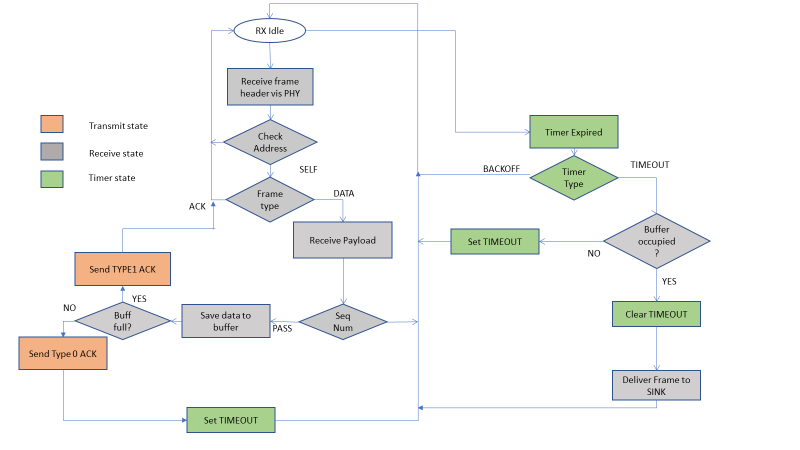 RX Idle
Receive frame
header vis PHY
Check
Address
SELF
Transmit state
Receive state
Timer state
Frame
type
DATA
ACK
Receive Payload
Send TYPE1 ACK
YES
NO
Buff
full?
Save data to
buffer
PASS
Seq
Num
Send Type 0 ACK
Set TIMEOUT
Timer Expired
BACKOFF
TIMEOUT
Timer
Type
Set TIMEOUT
NO
Buffer
occupied
?
YES
Clear TIMEOUT
Deliver Frame to
SINK